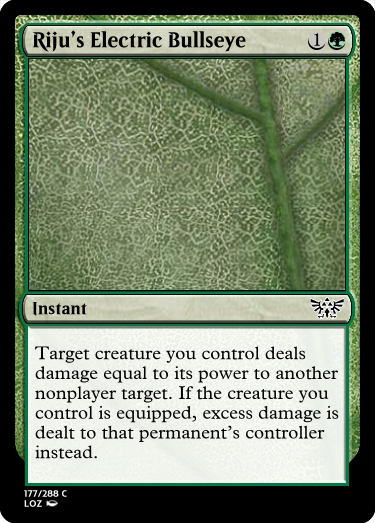 Riju's Electric Bullseye 1
Instant
Target creature you control deals
damage equal to its power to another
nonplayer target. If the creature you
control is equipped, excess damage is
dealt to that permanent's controller
instead.
177/288 C
LOZ